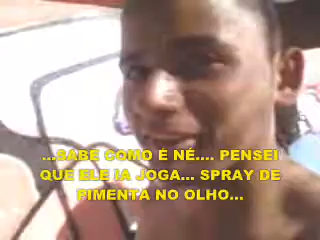 ...SABE COMO É NÉ.... PENSEI
QUE ELE IA JOGA... SPRAY DE
PIMENTA NO OLHO...